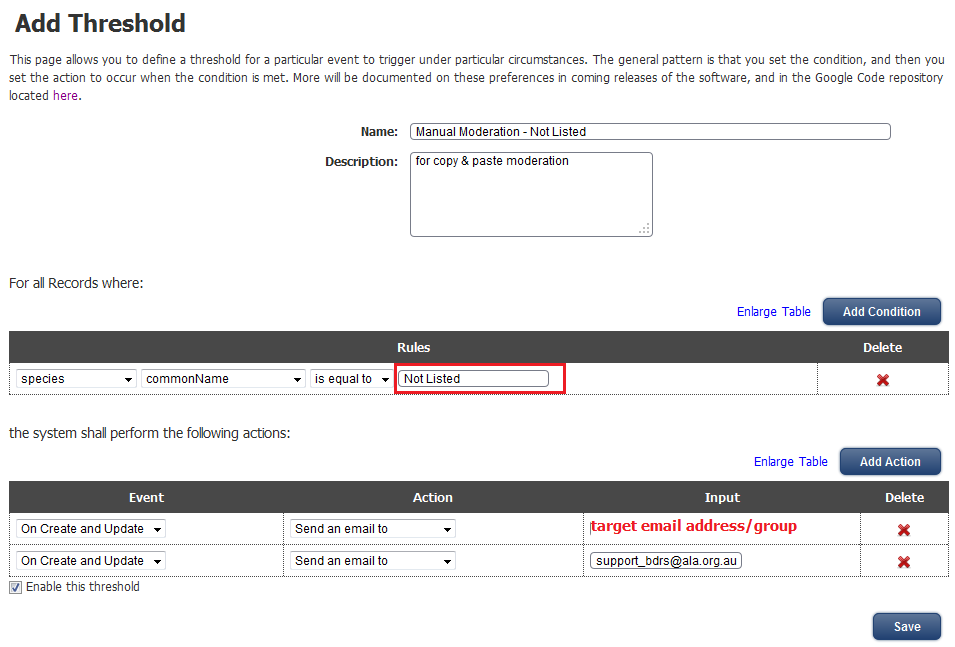 Add Threshold
This page allows you to define a threshold for a particular event to trigger under particular circumstances. The general pattern is that you set the condition, and then you
set the action to occur when the condition is met. More will be documented on these preferences in coming releases of the software, and in the Google Code repository
located here.
Name: Manual Moderation - Not Listed
Description: for copy & paste moderation
For all Records where:
Enlarge Table Add Condition
Rules Delete
species commonName is equal to Not Listed
the system shall perform the following actions:
Enlarge Table Add Action
Event Action Input Delete
On Create and Update Send an email to target email address/group
On Create and Update Send an email to support_bdrs@ala.org.au
Enable this threshold
Save